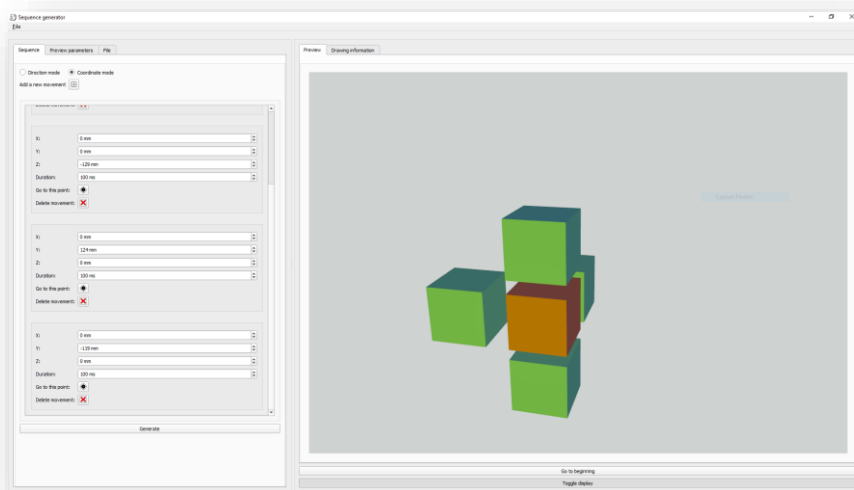 Sequence generator
File
Sequence Preview parameters File
Direction mode Coordinate mode
Add a new movement
Delete movement:
X: 0 mm
Y: 0 mm
Z: -129 mm
Duration: 100 ms
Go to this point:
Delete movement:
X: 0 mm
Y: 124 mm
Z: 0 mm
Duration: 100 ms
Go to this point:
Delete movement:
X: 0 mm
Y: -119 mm
Z: 0 mm
Duration: 100 ms
Go to this point:
Delete movement:
Generate
Preview Drawing information
Go to beginning
Toggle display